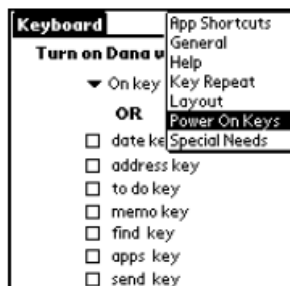 Keyboard
App Shortcuts
General
Help
Key Repeat
Layout
Power On Keys
Special Needs
Turn on Dana u
On key
OR
date ke
address key
to do key
memo key
find key
apps key
send key